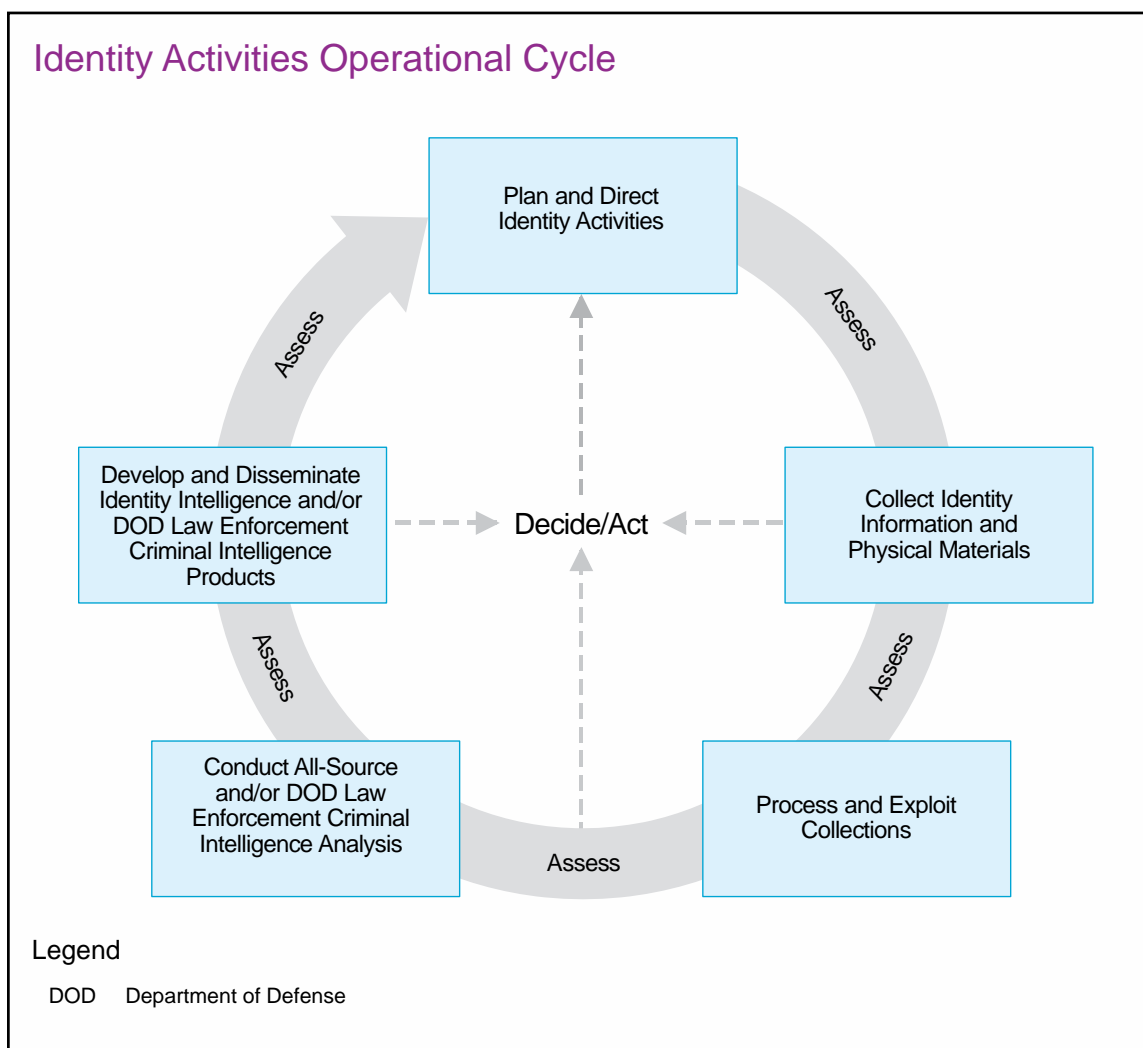 Identity Activities Operational Cycle
Plan and Direct
Identity Activities
Assess
Assess
Develop and Disseminate
Identity Intelligence and/or
DOD Law Enforcement
Criminal Intelligence
Products
Decide/Act
Collect Identity
Information and
Physical Materials
Assess
Assess
Conduct All-Source
and/or DOD Law
Enforcement Criminal
Intelligence Analysis
Assess
Process and Exploit
Collections
Legend
DOD Department of Defense